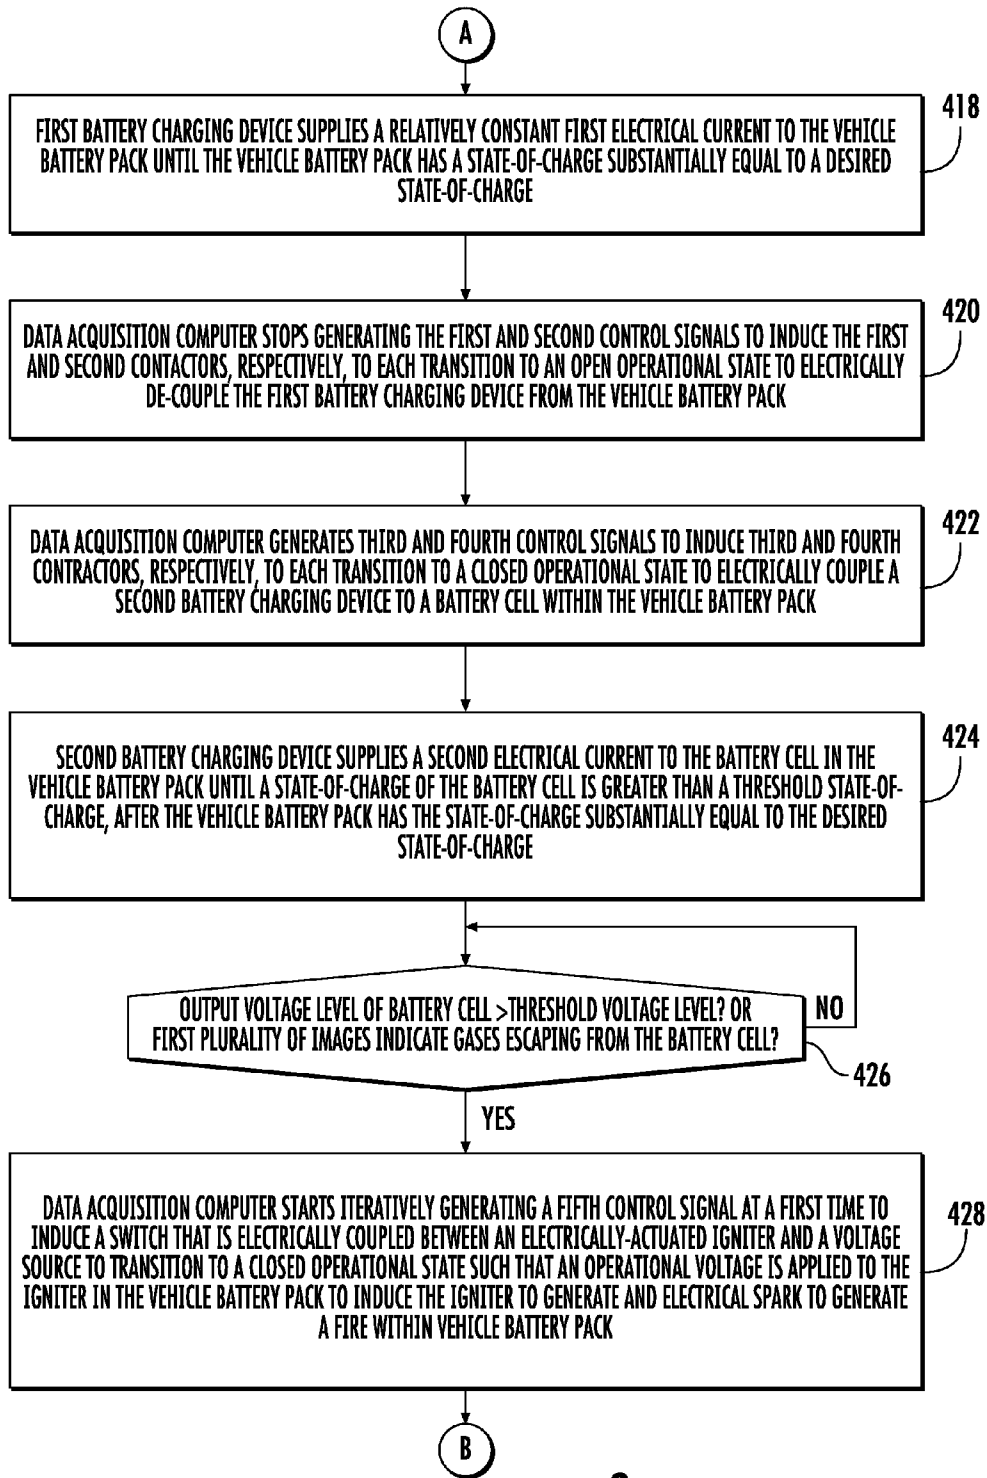 A
418
FIRST BATTERY CHARGING DEVICE SUPPLIES A RELATIVELY CONSTANT FIRST ELECTRICAL CURRENT TO THE VEHICLE
BATTERY PACK UNTIL THE VEHICLE BATTERY PACK HAS A STATE-OF-CHARGE SUBSTANTIALLY EQUAL TO A DESIRED
STATE-OF-CHARGE
420
DATA ACQUISITION COMPUTER STOPS GENERATING THE FIRST AND SECOND CONTROL SIGNALS TO INDUCE THE FIRST
AND SECOND CONTACTORS, RESPECTIVELY, TO EACH TRANSITION TO AN OPEN OPERATIONAL STATE TO ELECTRICALLY
DE-COUPLE THE FIRST BATTERY CHARGING DEVICE FROM THE VEHICLE BATTERY PACK
422
DATA ACQUISITION COMPUTER GENERATES THIRD AND FOURTH CONTROL SIGNALS TO INDUCE THIRD AND FOURTH
CONTRACTORS, RESPECTIVELY, TO EACH TRANSITION TO A CLOSED OPERATIONAL STATE TO ELECTRICALLY COUPLE A
SECOND BATTERY CHARGING DEVICE TO A BATTERY CELL WITHIN THE VEHICLE BATTERY PACK
424
SECOND BATTERY CHARGING DEVICE SUPPLIES A SECOND ELECTRICAL CURRENT TO THE BATTERY CELL IN THE
VEHICLE BATTERY PACK UNTIL A STATE-OF-CHARGE OF THE BATTERY CELL IS GREATER THAN A THRESHOLD STATE-OF-
CHARGE, AFTER THE VEHICLE BATTERY PACK HAS THE STATE-OF-CHARGE SUBSTANTIALLY EQUAL TO THE DESIRED
STATE-OF-CHARGE
OUTPUT VOLTAGE LEVEL OF BATTERY CELL >THRESHOLD VOLTAGE LEVEL? OR
FIRST PLURALITY OF IMAGES INDICATE GASES ESCAPING FROM THE BATTERY CELL?
NO
426
YES
428
DATA ACQUISITION COMPUTER STARTS ITERATIVELY GENERATING A FIFTH CONTROL SIGNAL AT A FIRST TIME TO
INDUCE A SWITCH THAT IS ELECTRICALLY COUPLED BETWEEN AN ELECTRICALLY-ACTUATED IGNITER AND A VOLTAGE
SOURCE TO TRANSITION TO A CLOSED OPERATIONAL STATE SUCH THAT AN OPERATIONAL VOLTAGE IS APPLIED TO THE
IGNITER IN THE VEHICLE BATTERY PACK TO INDUCE THE IGNITER TO GENERATE AND ELECTRICAL SPARK TO GENERATE
A FIRE WITHIN VEHICLE BATTERY PACK
B